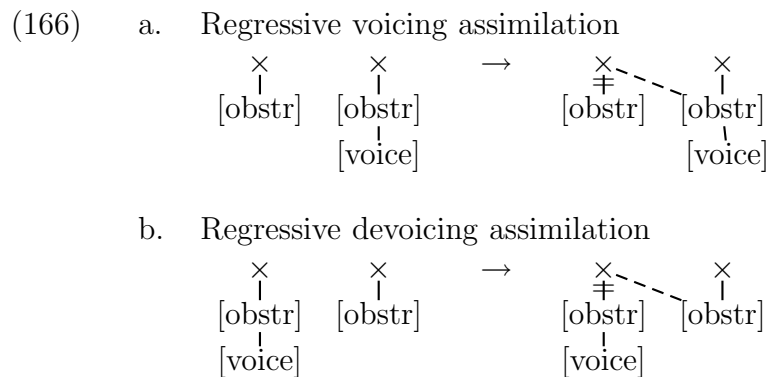 (166) a. Regressive voicing assimilation
× × → × ×
[obstr] [obstr] [obstr] [obstr]
[voice] [voice]
b. Regressive devoicing assimilation
× × → × ×
[obstr] [obstr] [obstr] [obstr]
[voice] [voice]